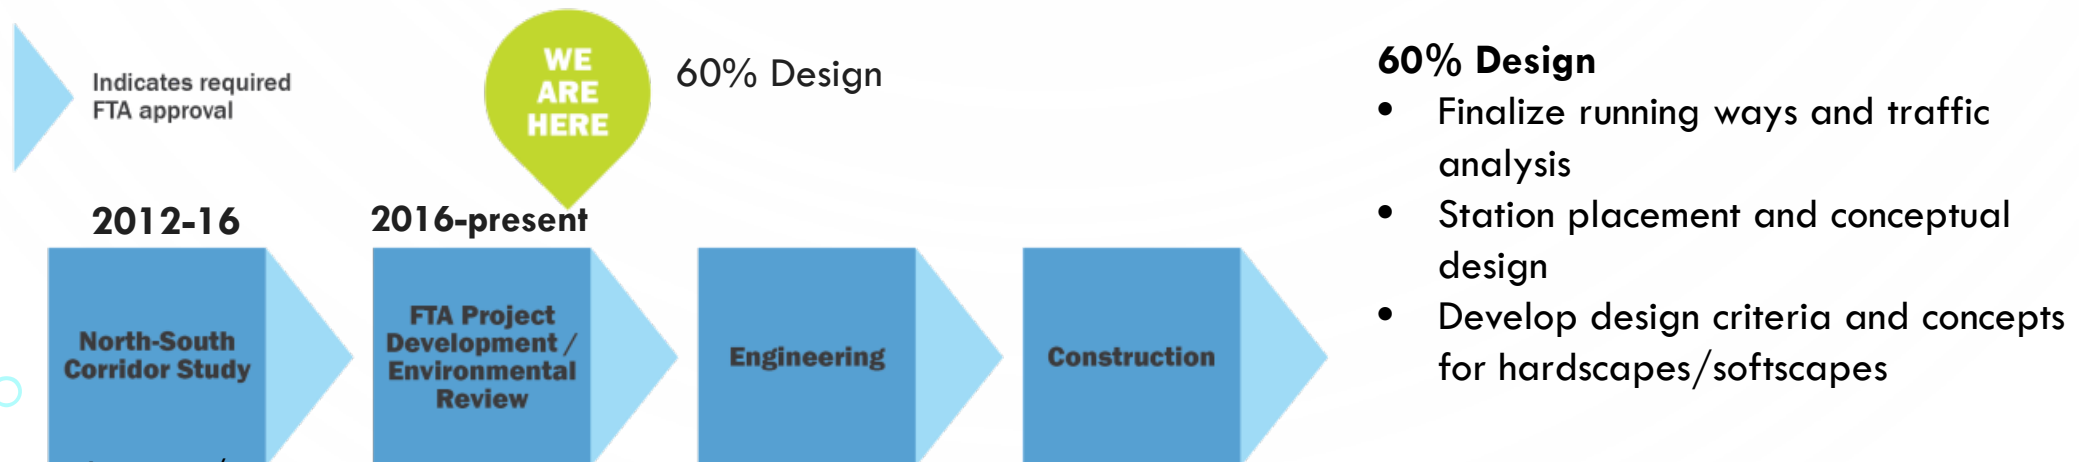 Indicates required
FTA approval
WE
ARE
HERE
60% Design
2012-16
2016-present
North-South
Corridor Study
FTA Project
Development /
Environmental
Review
Engineering
Construction
60% Design
• Finalize running ways and traffic
analysis
• Station placement and conceptual
design
• Develop design criteria and concepts
for hardscapes/softscapes